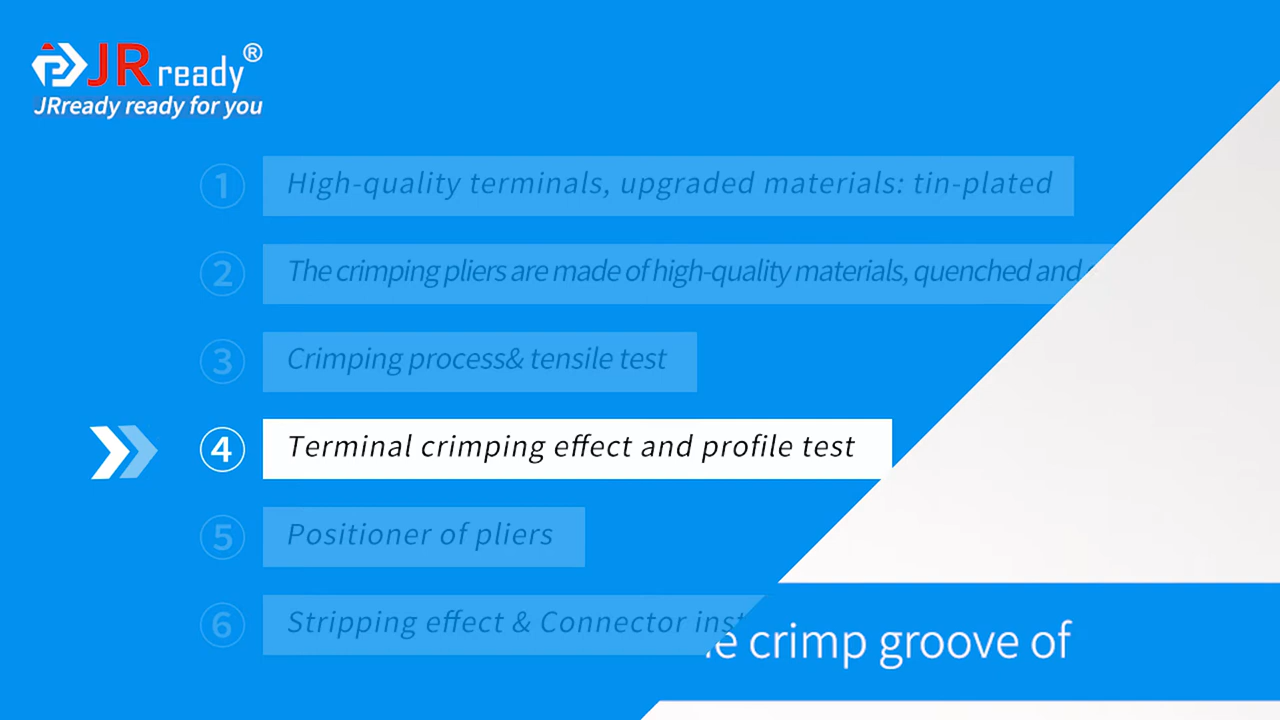 JRready®
JRready ready for you
1 High-quality terminals, upgraded materials: tin-plated
2 The crimping pliers are made of high-quality materials, quenched and
3 Crimping process& tensile test
4 Terminal crimping effect and profile test
5 Positioner of pliers
6 Stripping effect & Connector
crimp groove of